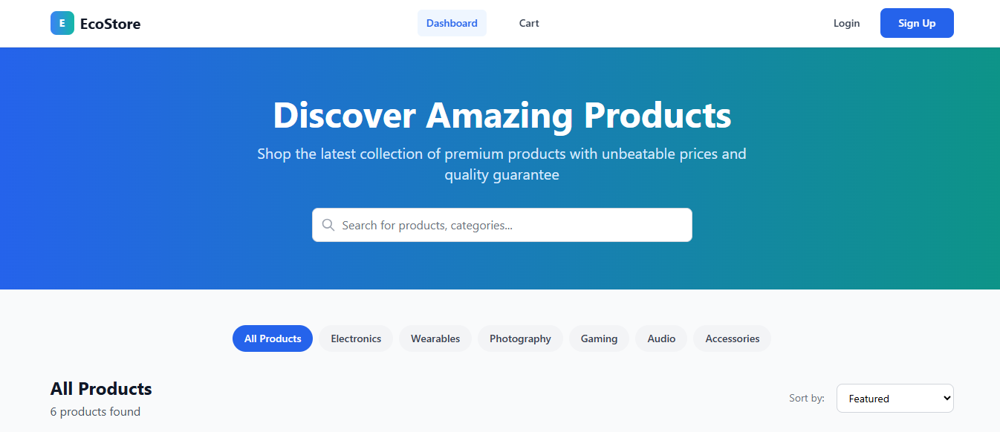 E EcoStore Dashboard Cart Login Sign Up
Discover Amazing Products
Shop the latest collection of premium products with unbeatable prices and
quality guarantee
Search for products, categories...
All Products Electronics Wearables Photography Gaming Audio Accessories
All Products
6 products found
Sort by: Featured